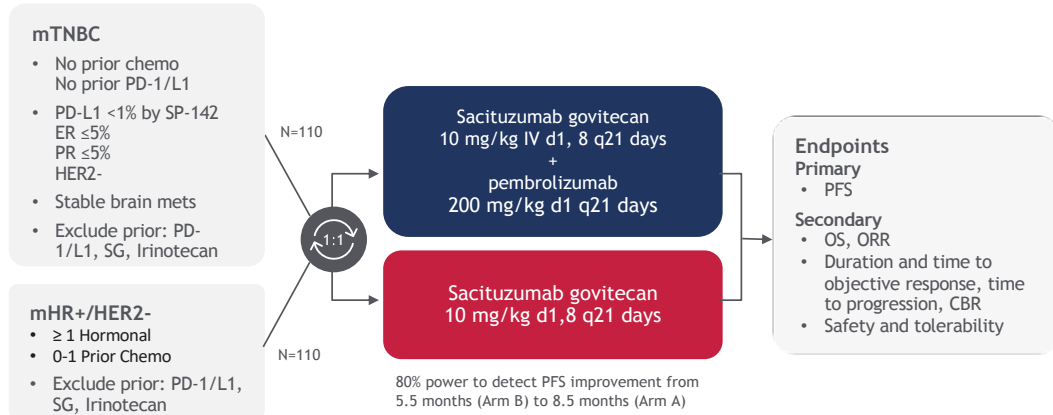 mTNBC
• No prior chemo
No prior PD-1/L1
• PD-L1 <1% by SP-142
ER ≤5%
PR ≤5%
HER2-
• Stable brain mets
• Exclude prior: PD-
1/L1, SG, Irinotecan
mHR+/HER2-
• ≥ 1 Hormonal
• 0-1 Prior Chemo
• Exclude prior: PD-1/L1,
SG, Irinotecan
N=110
N=110
1:1
Sacituzumab govitecan
10 mg/kg IV d1, 8 q21 days
+
pembrolizumab
200 mg/kg d1 q21 days
Sacituzumab govitecan
10 mg/kg d1,8 q21 days
80% power to detect PFS improvement from
5.5 months (Arm B) to 8.5 months (Arm A)
Endpoints
Primary
• PFS
Secondary
• OS, ORR
• Duration and time to
objective response, time
to progression, CBR
• Safety and tolerability